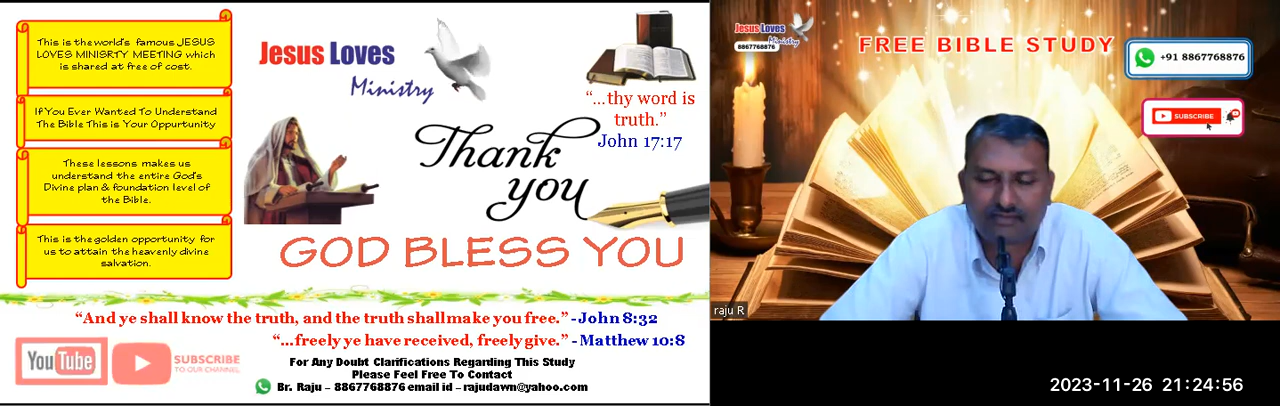 This is the world's famous JESUS
LOVES MINISRTY MEETING which
is shared at free of cost.
If You Ever Wanted To Understand
The Bible This is Your Oppurtunity
These lessons makes us
understand the entire God's
Divine plan & foundation level of
the Bible.
This is the golden opportunity for
us to attain the heavenly divine
salvation.
Jesus Loves
Ministry
"...thy word is
truth."
John 17:17
Thank
you
GOD BLESS YOU
"And ye shall know the truth, and the truth shall make you free." - John 8:32
"...freely ye have received, freely give." - Matthew 10:8
YouTube
SUBSCRIBE
TO OUR CHANNEL
For Any Doubt Clarifications Regarding This Study
Please Feel Free To Contact
Br. Raju – 8867768876 email id – rajudawn@yahoo.com
Jesus Loves
Ministry
8867768876
FREE BIBLE STUDY
+91 8867768876
SUBSCRIBE
raju R
2023-11-26 21:24:56